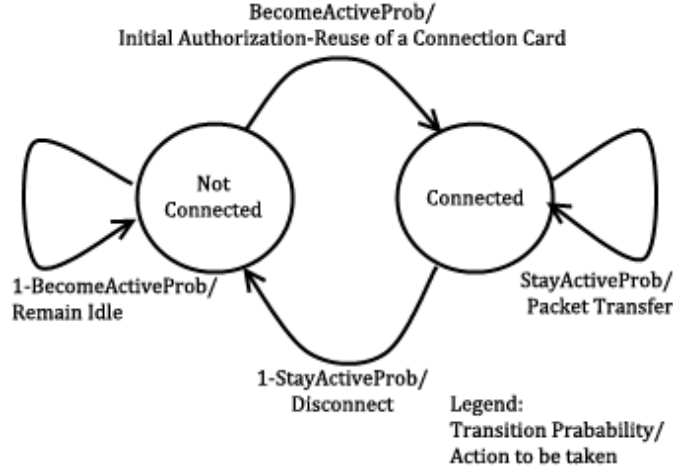 BecomeActiveProb/
Initial Authorization-Reuse of a Connection Card
Not
Connected
Connected
1-BecomeActiveProb/
Remain Idle
StayActiveProb/
Packet Transfer
1-StayActiveProb/
Disconnect
Legend:
Transition Prabability/
Action to be taken